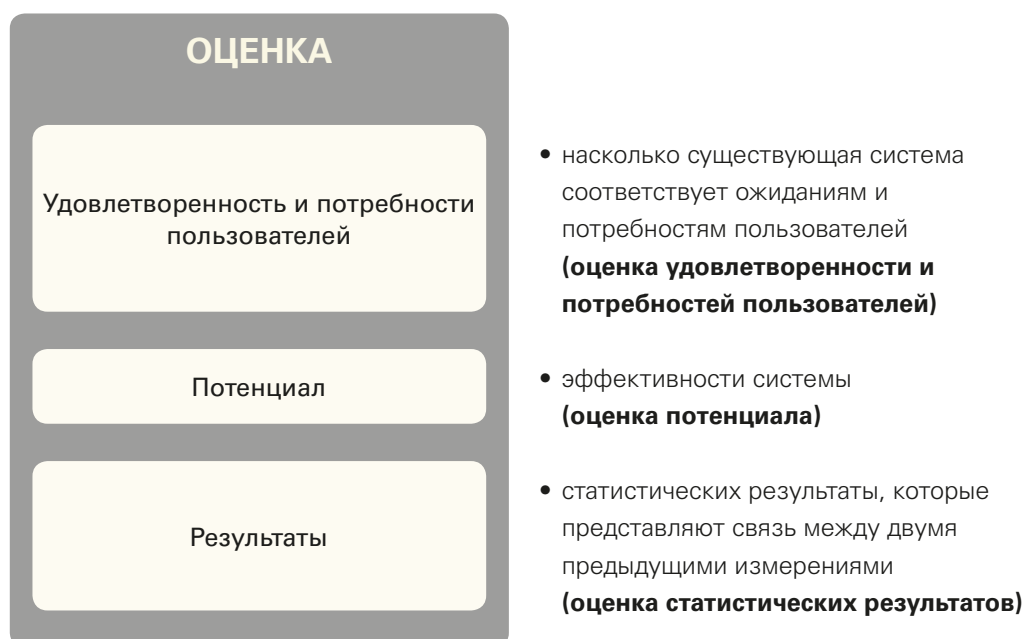 ОЦЕНКА
Удовлетворенность и потребности
пользователей
• насколько существующая система
соответствует ожиданиям и
потребностям пользователей
(оценка удовлетворенности и
потребностей пользователей)
Потенциал
• эффективности системы
(оценка потенциала)
Результаты
• статистических результаты, которые
представляют связь между двумя
предыдущими измерениями
(оценка статистических результатов)